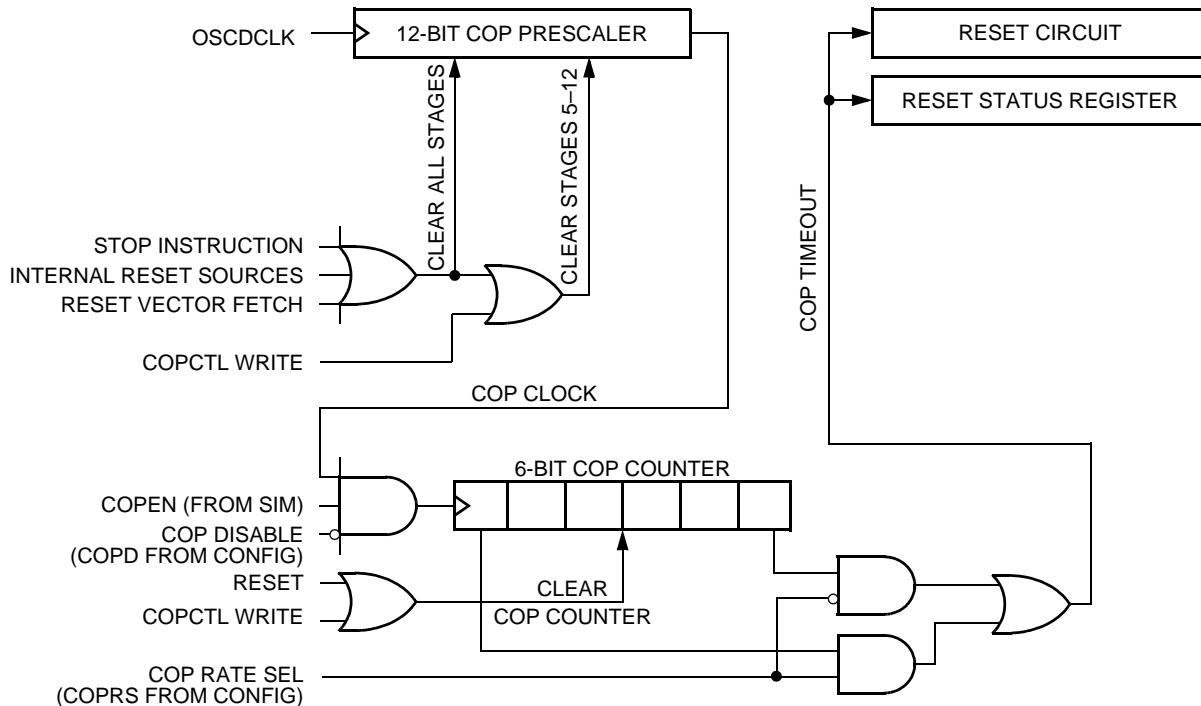 OSCDCLK
12-BIT COP PRESCALER
RESET CIRCUIT
RESET STATUS REGISTER
CLEAR ALL STAGES
CLEAR STAGES 5–12
COP TIMEOUT
STOP INSTRUCTION
INTERNAL RESET SOURCES
RESET VECTOR FETCH
COPCTL WRITE
COP CLOCK
6-BIT COP COUNTER
COPEN (FROM SIM)
COP DISABLE
(COPD FROM CONFIG)
RESET
COPCTL WRITE
CLEAR
COP COUNTER
COP RATE SEL
(COPRS FROM CONFIG)